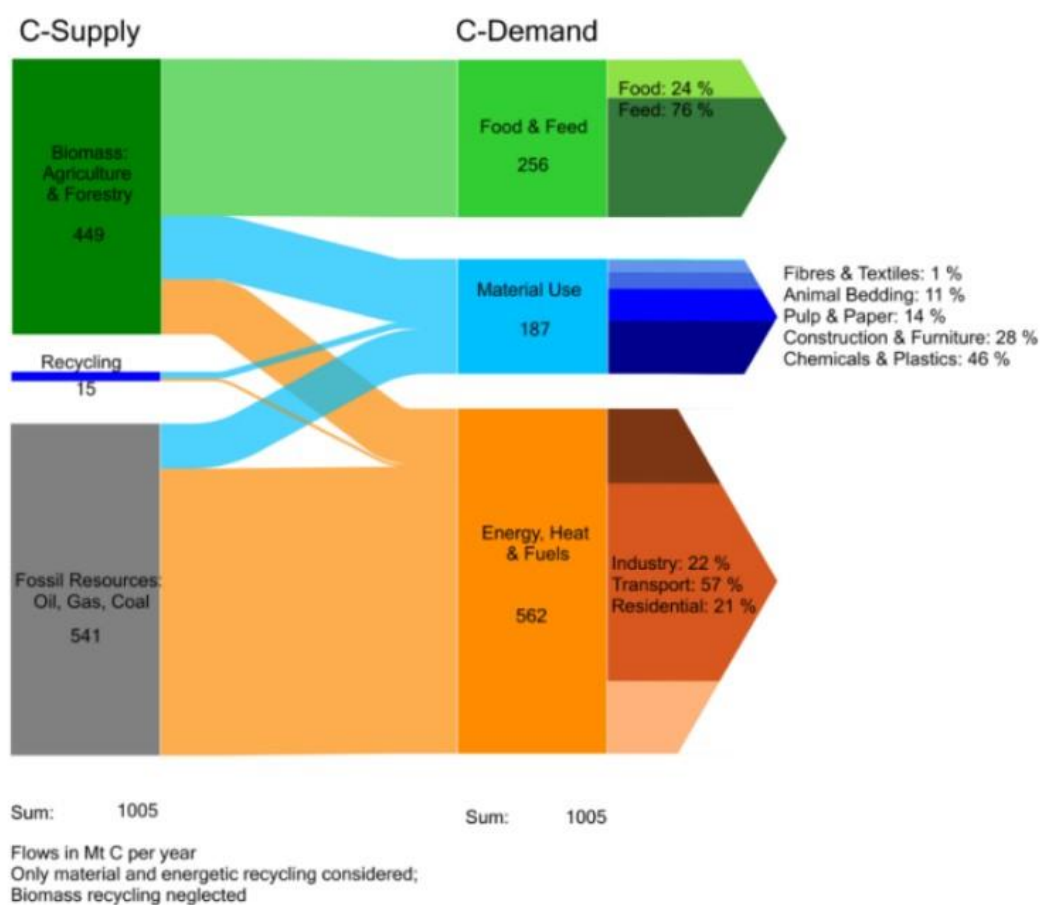 C-Supply
C-Demand
Biomass:
Agriculture
& Forestry
449
Food & Feed
256
Food: 24 %
Feed: 76 %
Recycling
15
Material Use
187
Fibres & Textiles: 1 %
Animal Bedding: 11 %
Pulp & Paper: 14 %
Construction & Furniture: 28 %
Chemicals & Plastics: 46 %
Fossil Resources:
Oil, Gas, Coal
541
Energy, Heat
& Fuels
562
Industry: 22 %
Transport: 57 %
Residential: 21 %
Sum: 1005
Sum: 1005
Flows in Mt C per year
Only material and energetic recycling considered;
Biomass recycling neglected